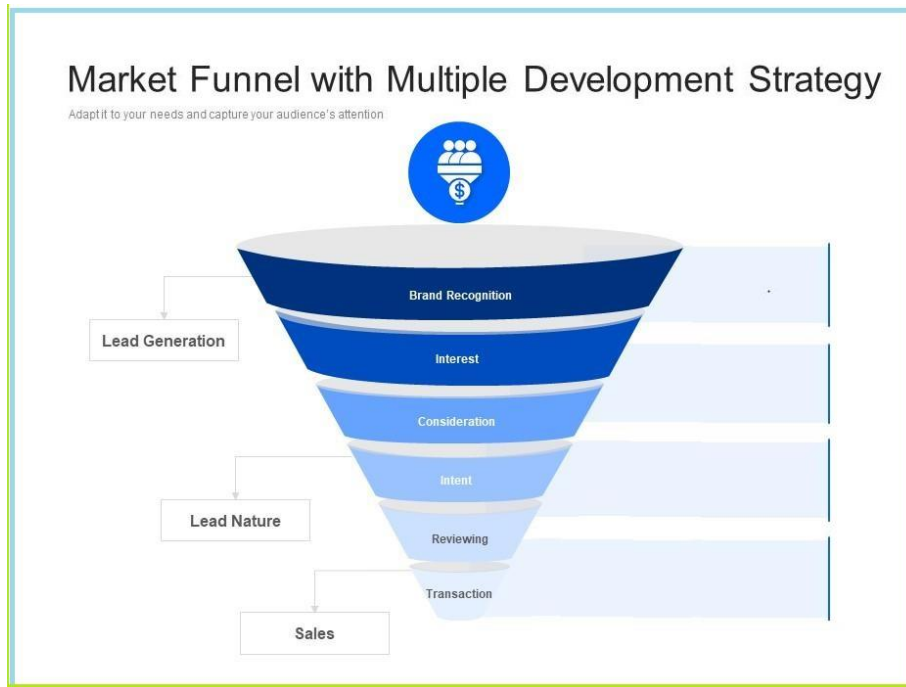 Market Funnel with Multiple Development Strategy
Adapt it to your needs and capture your audience's attention
$
Brand Recognition
Lead Generation
Interest
Consideration
Intent
Lead Nature
Reviewing
Transaction
Sales